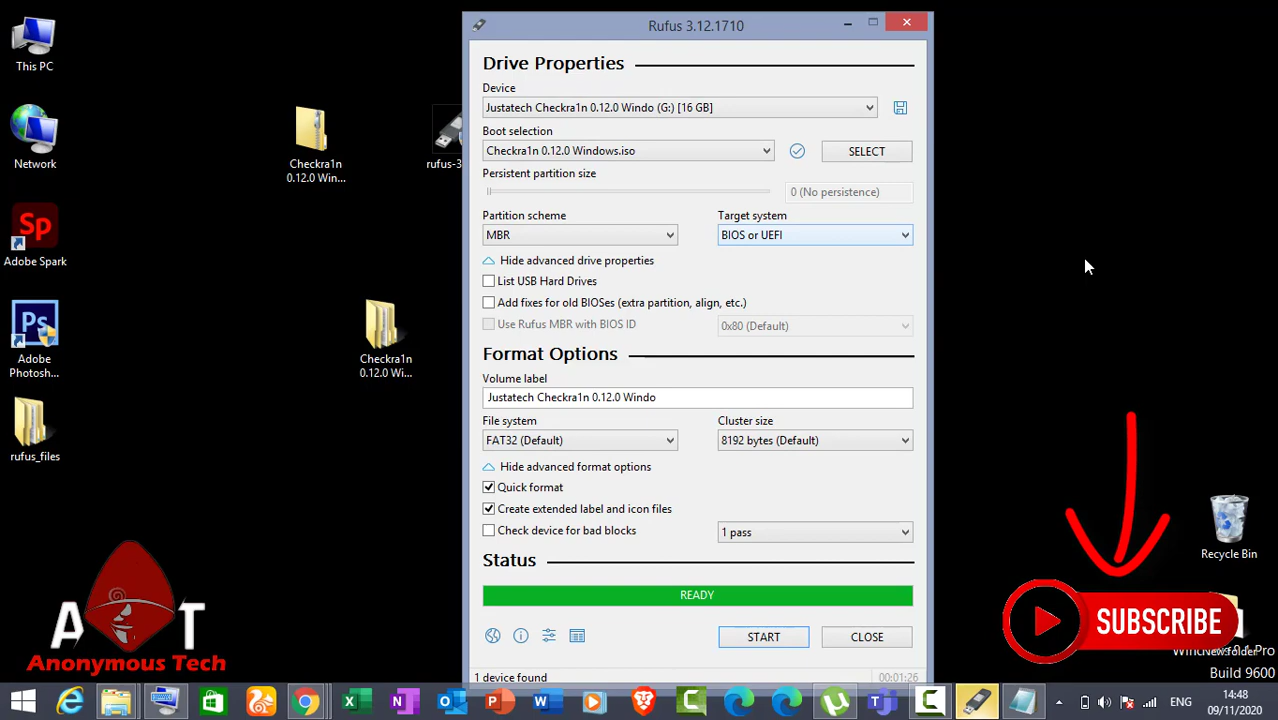 Rufus 3.12.1710
Drive Properties
Device
Justatech Checkra1n 0.12.0 Windo (G:) [16 GB]
Boot selection
Checkra1n 0.12.0 Windows.iso
SELECT
Persistent partition size
0 (No persistence)
Partition scheme
Target system
MBR
BIOS or UEFI
Hide advanced drive properties
List USB Hard Drives
Add fixes for old BIOSes (extra partition, align, etc.)
Use Rufus MBR with BIOS ID
0x80 (Default)
Format Options
Volume label
Justatech Checkra1n 0.12.0 Windo
File system
Cluster size
FAT32 (Default)
8192 bytes (Default)
Hide advanced format options
Quick format
Create extended label and icon files
Check device for bad blocks
1 pass
Status
READY
START
CLOSE
1 device found
00:01:26
This PC
Network
Sp
Adobe Spark
Ps
Adobe
Photosh...
rufus_files
Checkra1n
0.12.0 Win...
rufus-3
Checkra1n
0.12.0 Wi...
A T
Anonymous Tech
Recycle Bin
SUBSCRIBE
Pro
Build 9600
ENG
14:48
09/11/2020